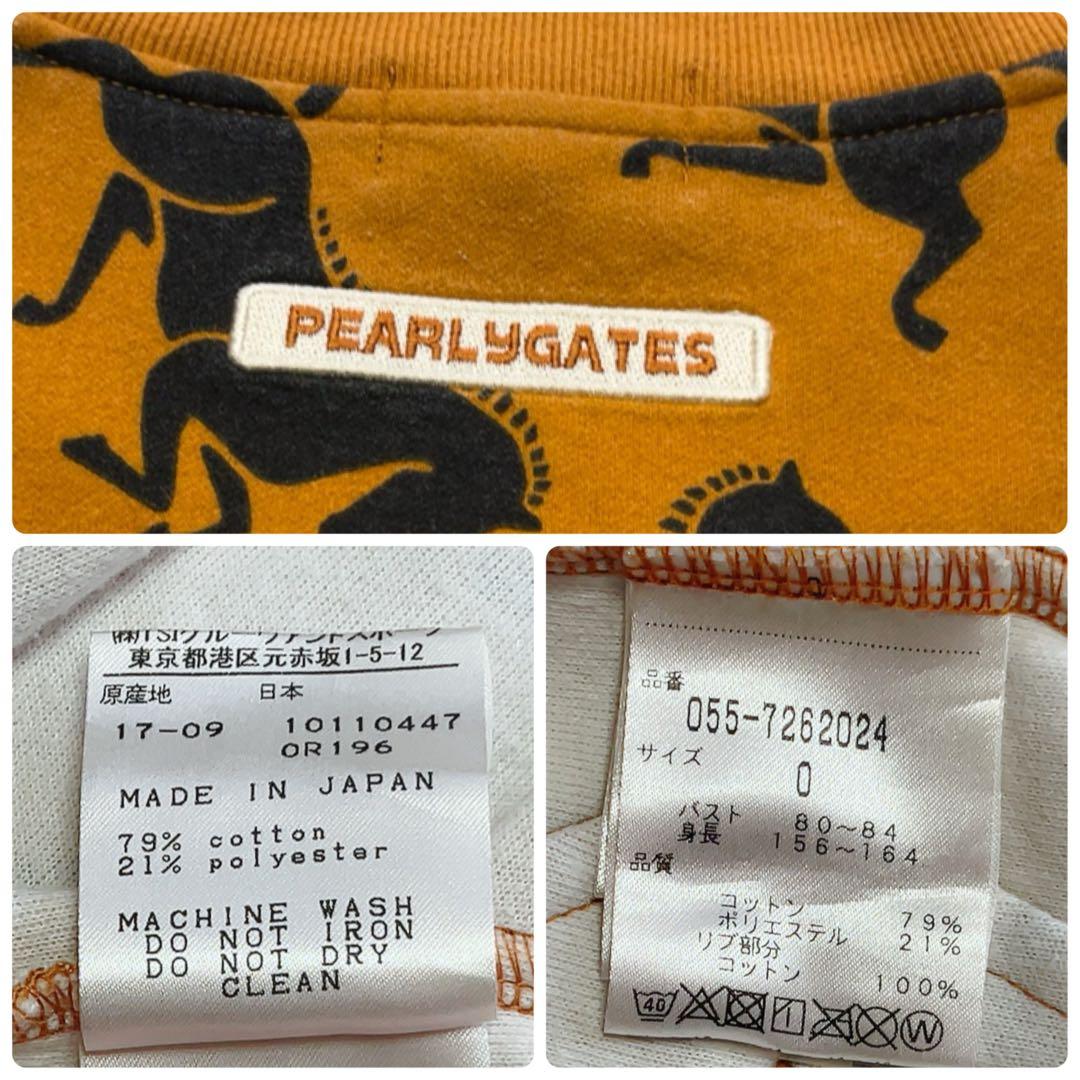 PEARLYGATES
㈱TSIグルーヴアンドスポーツ
東京都港区元赤坂1-5-12
原産地 日本
17-09 10110447
OR196
MADE IN JAPAN
79% cotton
21% polyester
MACHINE WASH
DO NOT IRON
DO NOT DRY
CLEAN
品番
055-7262024
サイズ
0
バスト 80〜84
身長 156〜164
品質
コットン 79%
ポリエステル 21%
リブ部分
コットン 100%
40 W